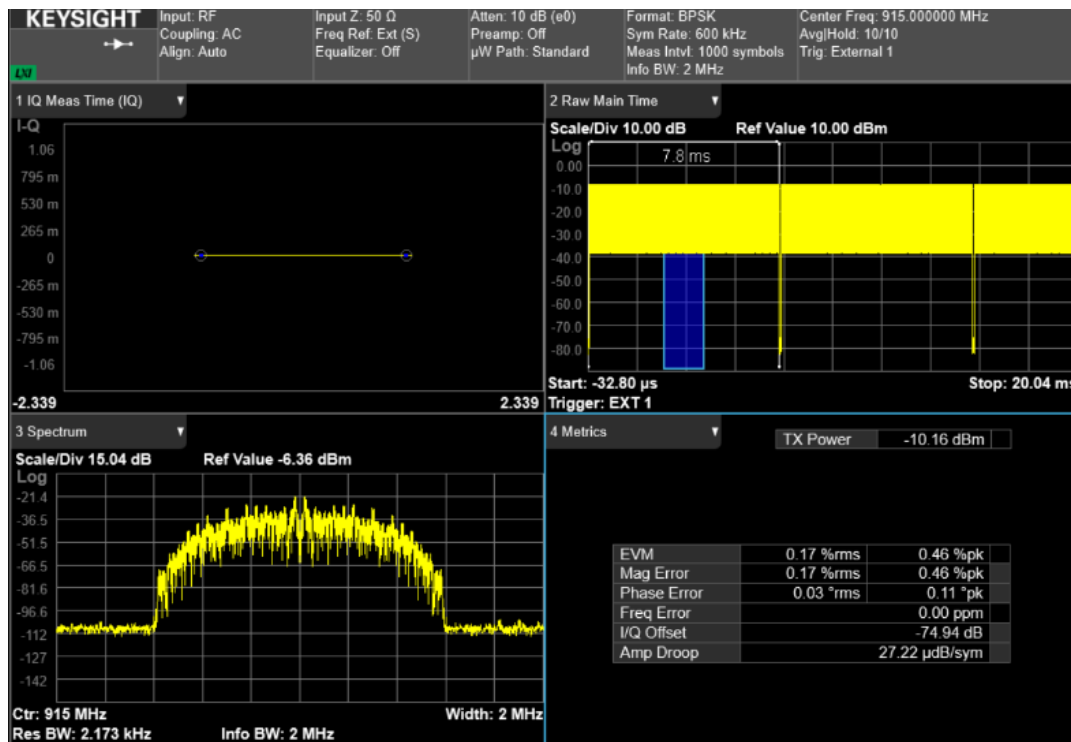 KEYSIGHT
Input: RF
Coupling: AC
Align: Auto
Input Z: 50 Ω
Freq Ref: Ext (S)
Equalizer: Off
Atten: 10 dB (e0)
Preamp: Off
µW Path: Standard
Format: BPSK
Sym Rate: 600 kHz
Meas Intvl: 1000 symbols
Info BW: 2 MHz
Center Freq: 915.000000 MHz
Avg|Hold: 10/10
Trig: External 1
LXI
1 IQ Meas Time (IQ)
I-Q
1.06
795 m
530 m
265 m
0
-265 m
-530 m
-795 m
-1.06
-2.339
2.339
2 Raw Main Time
Scale/Div 10.00 dB
Ref Value 10.00 dBm
Log
7.8 ms
0.00
-10.0
-20.0
-30.0
-40.0
-50.0
-60.0
-70.0
-80.0
Start: -32.80 µs
Stop: 20.04 ms
Trigger: EXT 1
3 Spectrum
Scale/Div 15.04 dB
Ref Value -6.36 dBm
Log
-21.4
-36.5
-51.5
-66.5
-81.6
-96.6
-112
-127
-142
Ctr: 915 MHz
Width: 2 MHz
Res BW: 2.173 kHz
Info BW: 2 MHz
4 Metrics
TX Power -10.16 dBm
EVM 0.17 %rms 0.46 %pk
Mag Error 0.17 %rms 0.46 %pk
Phase Error 0.03 °rms 0.11 °pk
Freq Error 0.00 ppm
I/Q Offset -74.94 dB
Amp Droop 27.22 µdB/sym